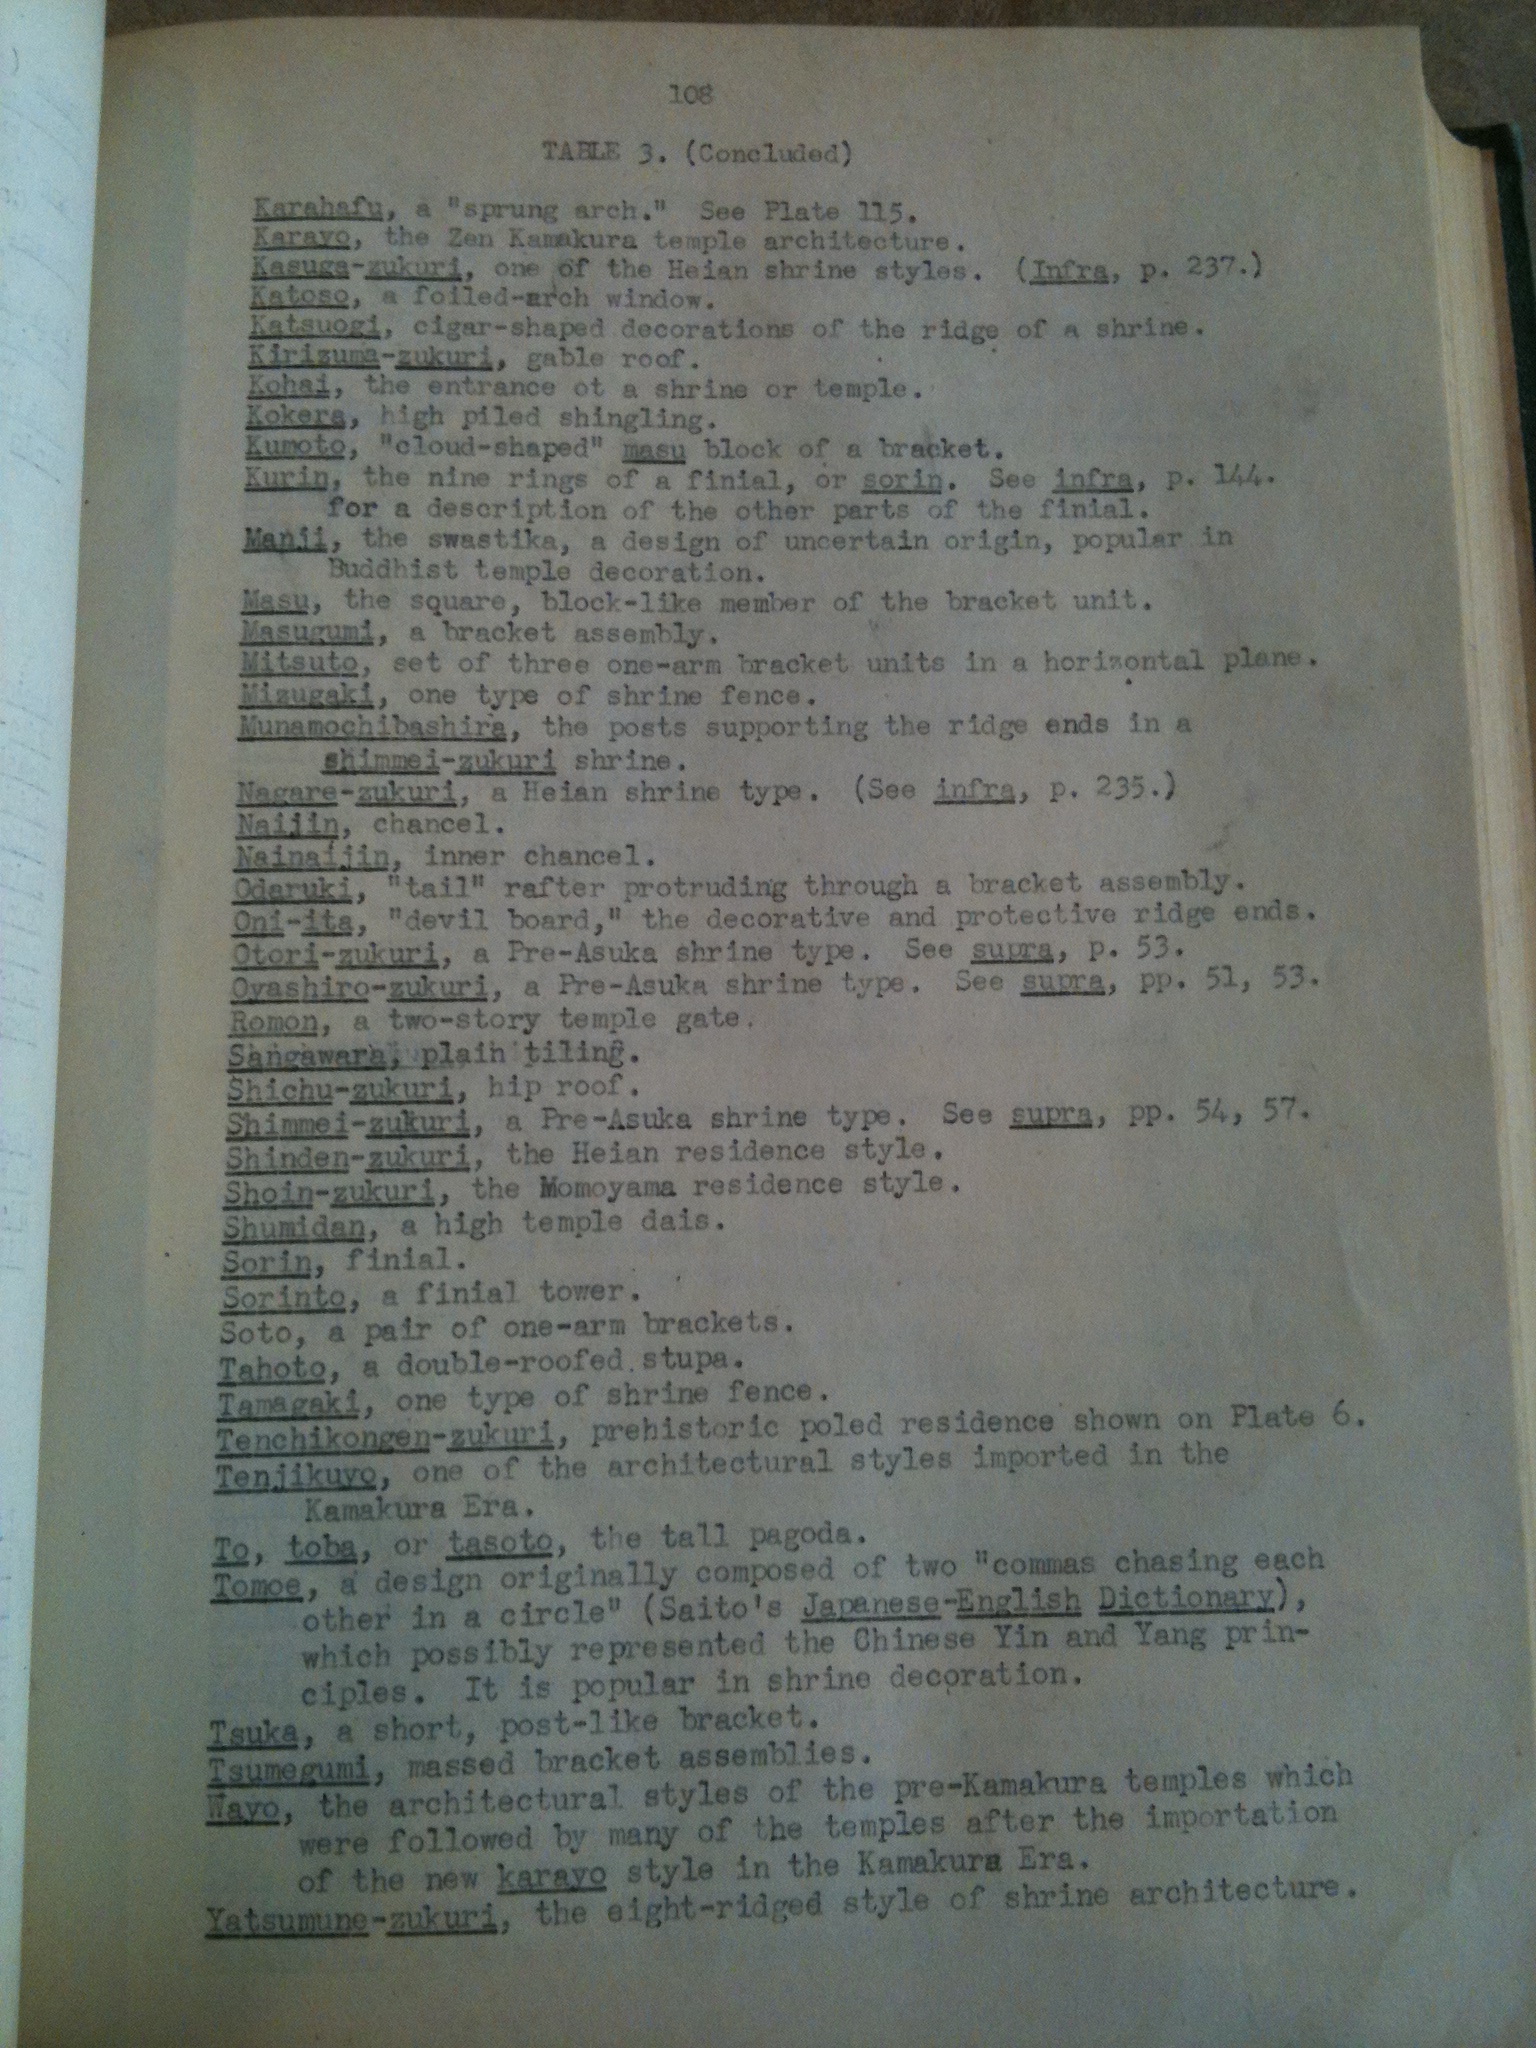 108
TABLE 3. (Concluded)
Karahafu, a "sprung arch." See Plate 115.
Karayo, the Zen Kamakura temple architecture.
Kasuga-zukuri, one of the Heian shrine styles. (Infra, p. 237.)
Katoso, a foiled-arch window.
Katsuogi, cigar-shaped decorations of the ridge of a shrine.
Kirizuma-zukuri, gable roof.
Kohai, the entrance ot a shrine or temple.
Kokera, high piled shingling.
Kumoto, "cloud-shaped" masu block of a bracket.
Kurin, the nine rings of a finial, or sorin. See infra, p. 144.
for a description of the other parts of the finial.
Manji, the swastika, a design of uncertain origin, popular in
Buddhist temple decoration.
Masu, the square, block-like member of the bracket unit.
Masugumi, a bracket assembly.
Mitsuto, set of three one-arm bracket units in a horizontal plane.
Mizugaki, one type of shrine fence.
Munamochibashira, the posts supporting the ridge ends in a
shimmei-zukuri shrine.
Nagare-zukuri, a Heian shrine type. (See infra, p. 235.)
Naijin, chancel.
Nainaijin, inner chancel.
Odaruki, "tail" rafter protruding through a bracket assembly.
Oni-ita, "devil board," the decorative and protective ridge ends.
Otori-zukuri, a Pre-Asuka shrine type. See supra, p. 53.
Oyashiro-zukuri, a Pre-Asuka shrine type. See supra, pp. 51, 53.
Romon, a two-story temple gate.
Sangawara, plain tiling.
Shichu-zukuri, hip roof.
Shimmei-zukuri, a Pre-Asuka shrine type. See supra, pp. 54, 57.
Shinden-zukuri, the Heian residence style.
Shoin-zukuri, the Momoyama residence style.
Shumidan, a high temple dais.
Sorin, finial.
Sorinto, a finial tower.
Soto, a pair of one-arm brackets.
Tahoto, a double-roofed stupa.
Tamagaki, one type of shrine fence.
Tenchikongen-zukuri, prehistoric poled residence shown on Plate 6.
Tenjikuyo, one of the architectural styles imported in the
Kamakura Era.
To, toba, or tasoto, the tall pagoda.
Tomoe, a design originally composed of two "commas chasing each
other in a circle" (Saito's Japanese-English Dictionary),
which possibly represented the Chinese Yin and Yang prin-
ciples. It is popular in shrine decoration.
Tsuka, a short, post-like bracket.
Tsumegumi, massed bracket assemblies.
Wayo, the architectural styles of the pre-Kamakura temples which
were followed by many of the temples after the importation
of the new karayo style in the Kamakura Era.
Yatsumune-zukuri, the eight-ridged style of shrine architecture.